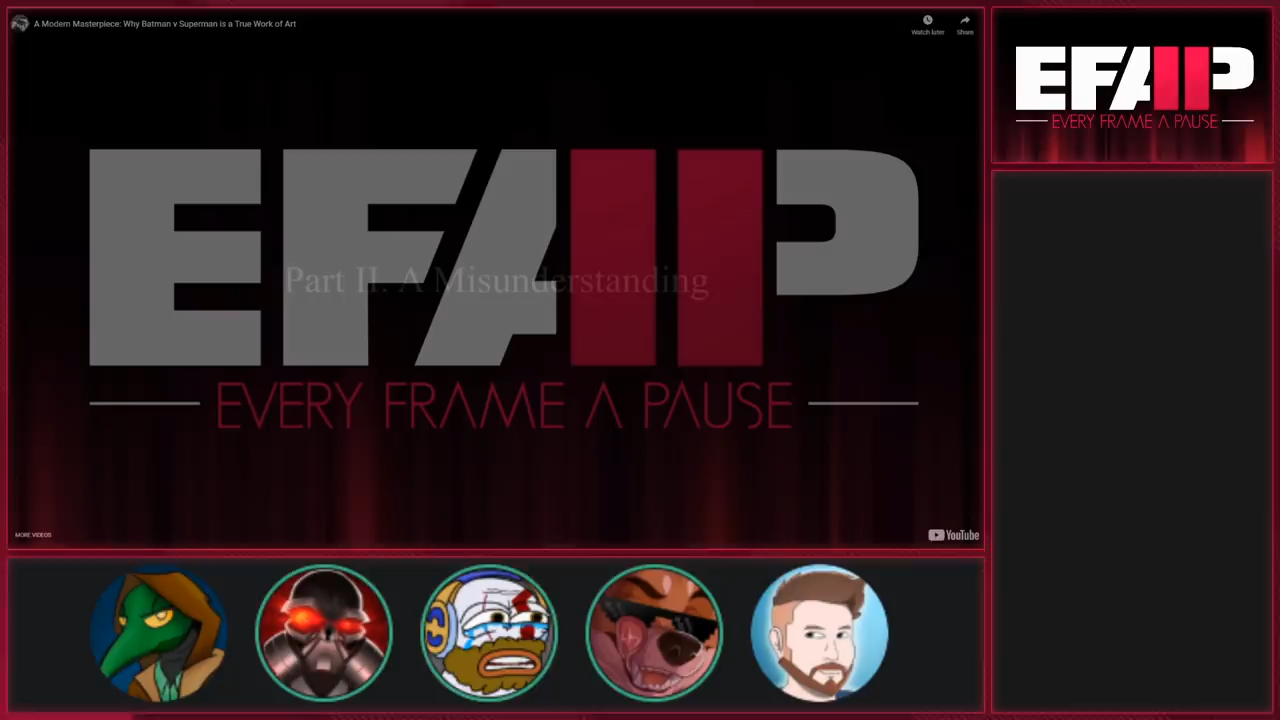 A Modern Masterpiece: Why Batman v Superman is a True Work of Art
Watch later
Share
EFAP
Part II. A Misunderstanding
EVERY FRAME A PAUSE
MORE VIDEOS
YouTube
EFAP
EVERY FRAME A PAUSE